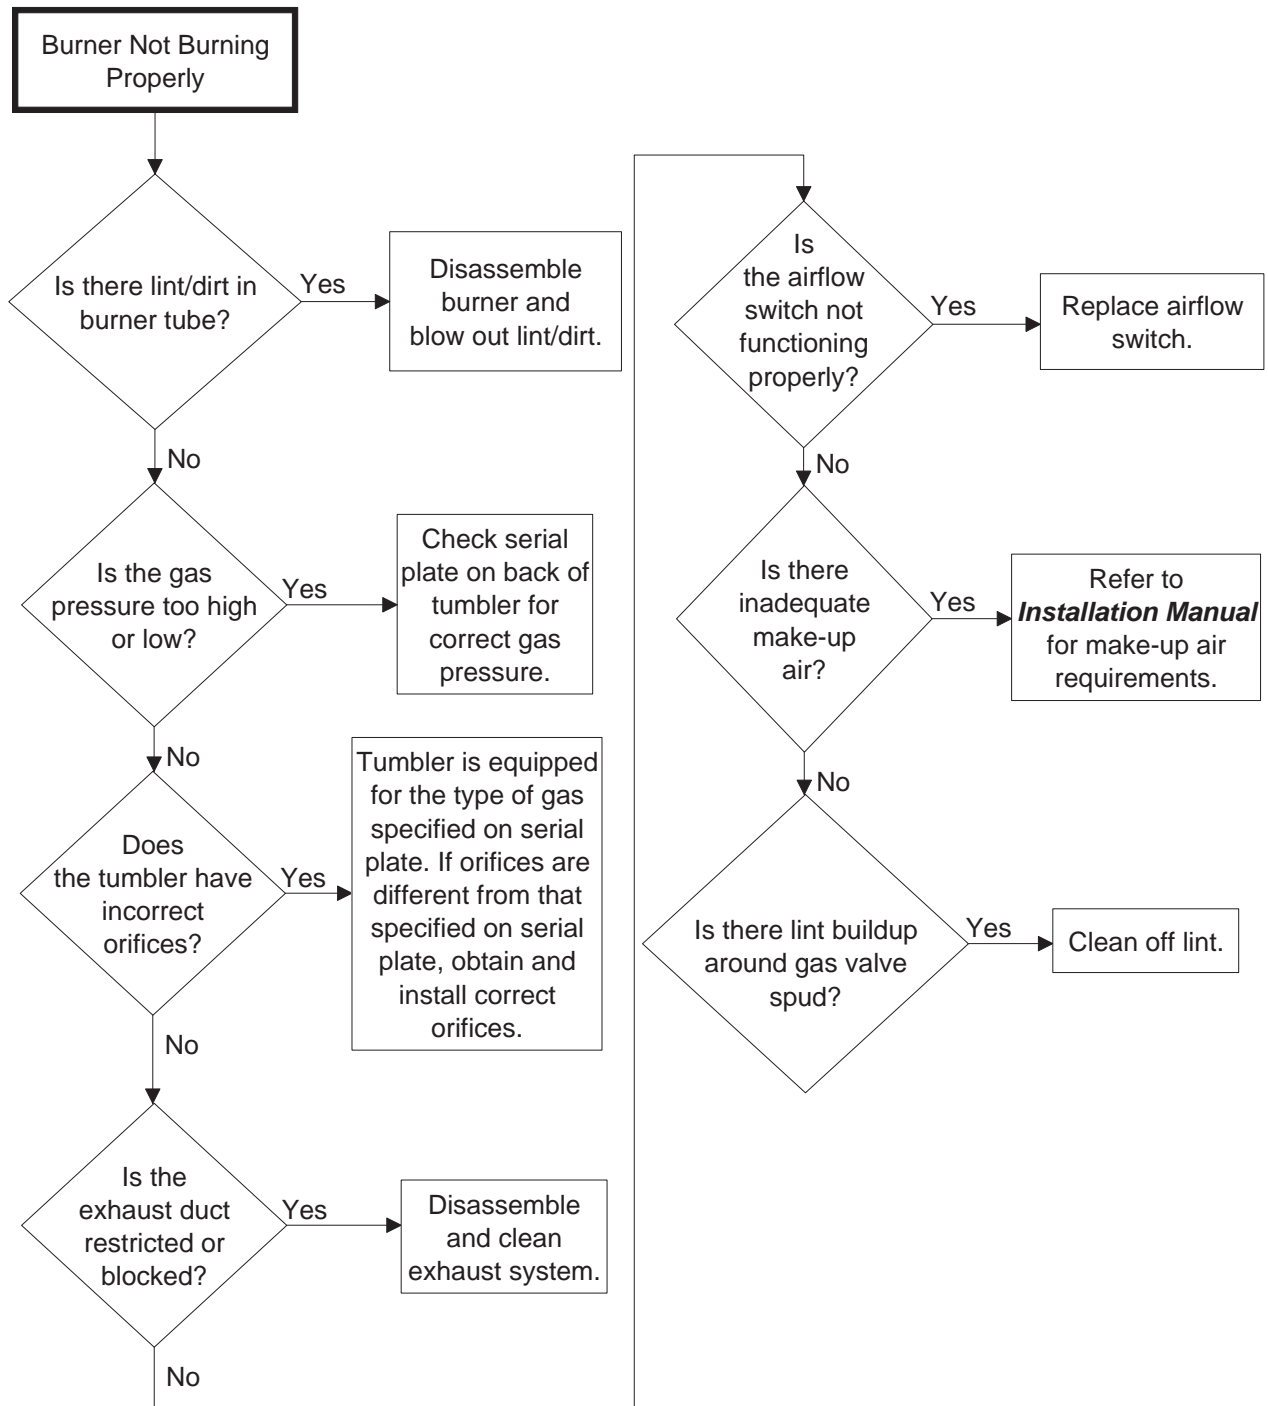 Burner Not Burning
Properly
Is there lint/dirt in
burner tube?
Yes
Disassemble
burner and
blow out lint/dirt.
No
Is the gas
pressure too high
or low?
Yes
Check serial
plate on back of
tumbler for
correct gas
pressure.
No
Does
the tumbler have
incorrect
orifices?
Yes
Tumbler is equipped
for the type of gas
specified on serial
plate. If orifices are
different from that
specified on serial
plate, obtain and
install correct
orifices.
No
Is the
exhaust duct
restricted or
blocked?
Yes
Disassemble
and clean
exhaust system.
No
Is
the airflow
switch not
functioning
properly?
Yes
Replace airflow
switch.
No
Is there
inadequate
make-up
air?
Yes
Refer to
Installation Manual
for make-up air
requirements.
No
Is there lint buildup
around gas valve
spud?
Yes
Clean off lint.